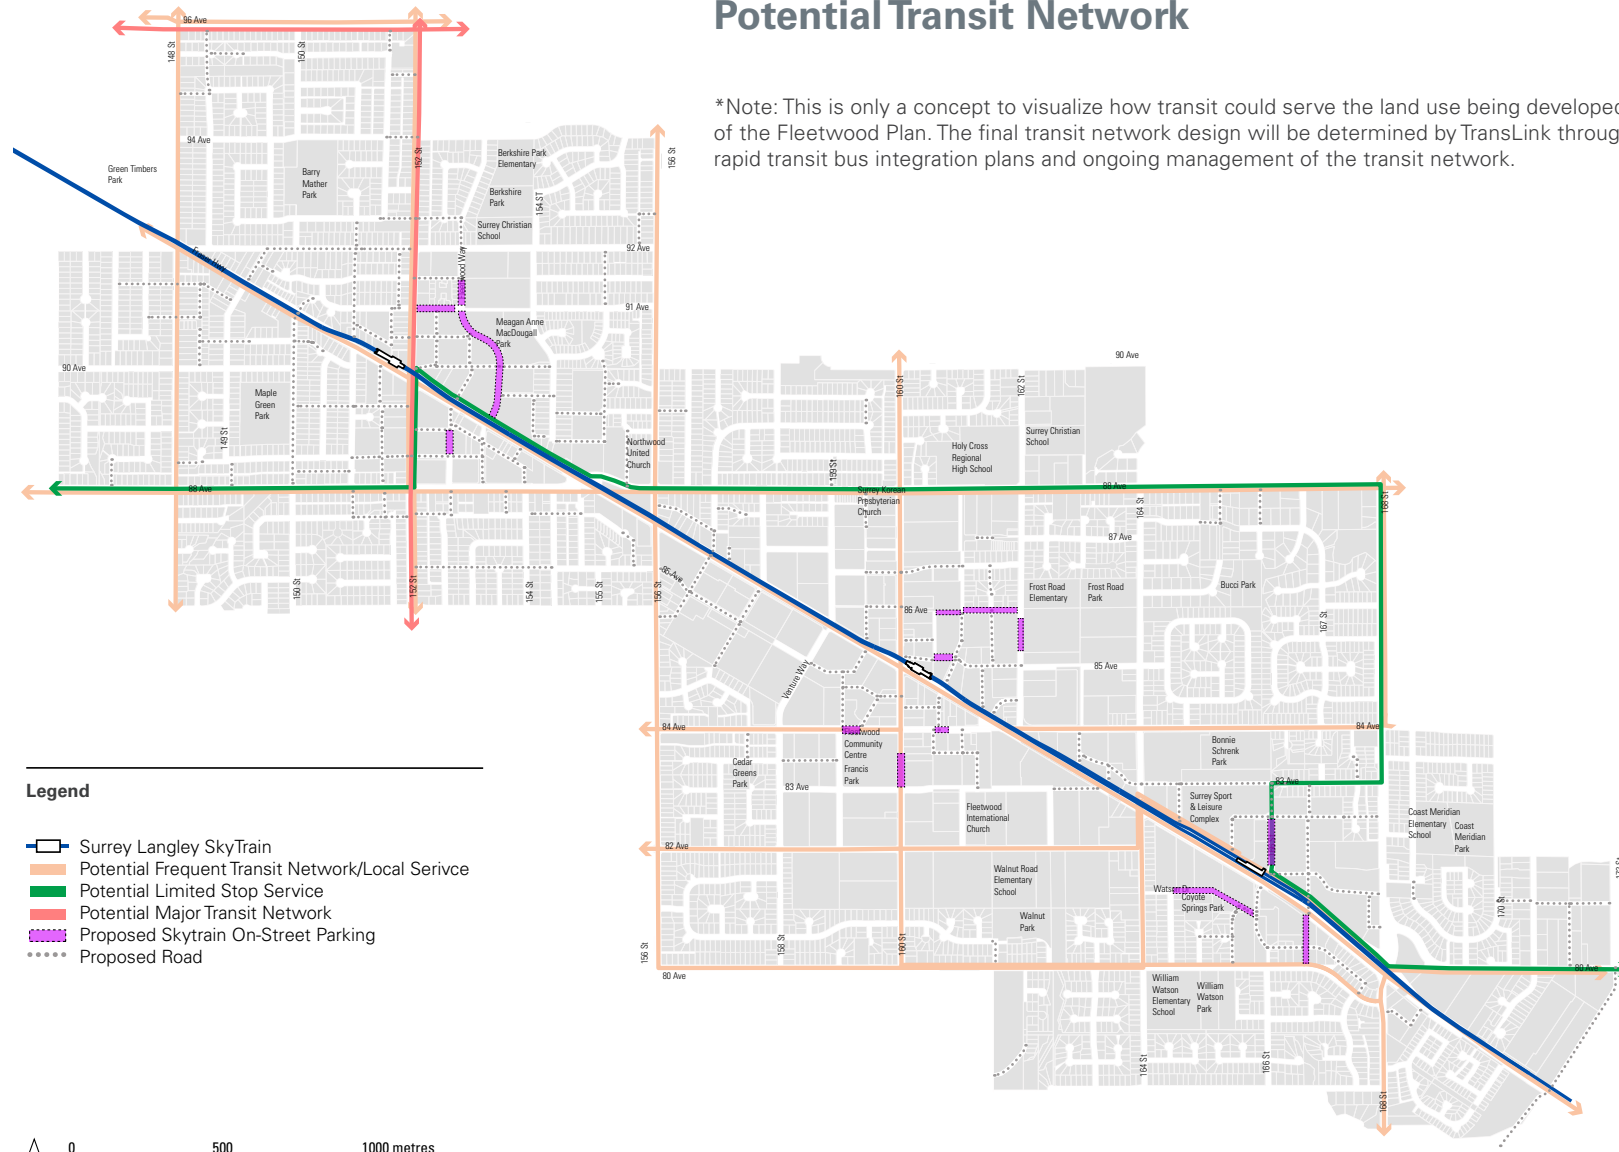 Potential Transit Network
*Note: This is only a concept to visualize how transit could serve the land use being developed
of the Fleetwood Plan. The final transit network design will be determined by TransLink throug
rapid transit bus integration plans and ongoing management of the transit network.
96 Ave
148 St
150 St
94 Ave
152 St
156 St
Green Timbers
Park
Barry
Mather
Park
Berkshire Park
Elementary
Berkshire
Park
154 ST
Surrey Christian
School
92 Ave
91 Ave
Meagan Anne
MacDougall
Park
90 Ave
Maple
Green
Park
149 St
Northwood
United
Church
88 Ave
150 St
152 St
154 St
155 St
156 St
90 Ave
160 St
162 St
Surrey Christian
School
Holy Cross
Regional
High School
159 St
Surrey Korean
Presbyterian
Church
88 Ave
164 St
168 St
87 Ave
Frost Road
Elementary
Frost Road
Park
Bucci Park
86 Ave
167 St
85 Ave
Venture Way
84 Ave
84 Ave
Community
Centre
Francis
Park
Cedar
Greens
Park
83 Ave
Bonnie
Schrenk
Park
83 Ave
Surrey Sport
& Leisure
Complex
Fleetwood
International
Church
Coast Meridian
Elementary
School
Coast
Meridian
Park
82 Ave
Walnut Road
Elementary
School
Walnut
Park
Coyote
Springs Park
170 St
156 St
158 St
160 St
80 Ave
80 Ave
William
Watson
Elementary
School
William
Watson
Park
164 St
166 St
168 St
Legend
Surrey Langley SkyTrain
Potential Frequent Transit Network/Local Serivce
Potential Limited Stop Service
Potential Major Transit Network
Proposed Skytrain On-Street Parking
Proposed Road
0 500 1000 metres